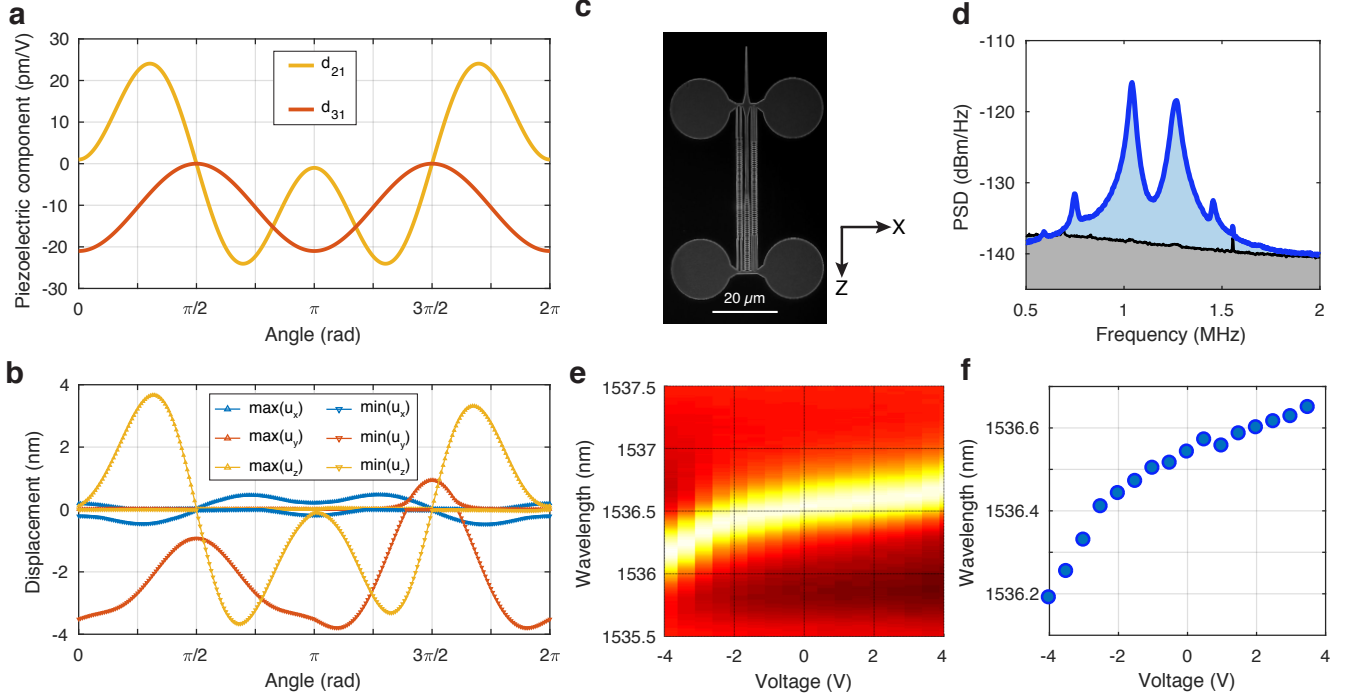 a
Piezoelectric component (pm/V)
30
20
10
0
-10
-20
-30
d21
d31
0
π/2
π
3π/2
2π
Angle (rad)
b
Displacement (nm)
4
2
0
-2
-4
max(ux) min(ux)
max(uy) min(uy)
max(uz) min(uz)
0
π/2
π
3π/2
2π
Angle (rad)
c
X
Z
20 μm
d
PSD (dBm/Hz)
-110
-120
-130
-140
0.5
1
1.5
2
Frequency (MHz)
e
Wavelength (nm)
1537.5
1537
1536.5
1536
1535.5
-4
-2
0
2
4
Voltage (V)
f
Wavelength (nm)
1536.6
1536.4
1536.2
-4
-2
0
2
4
Voltage (V)